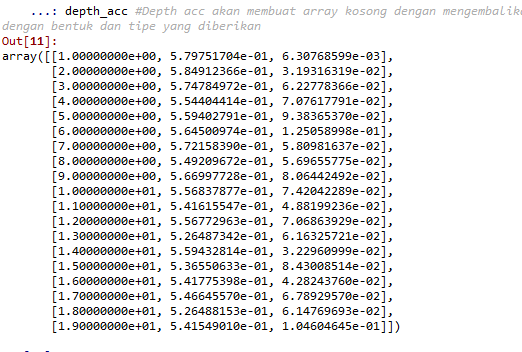 ...: depth_acc #Depth acc akan membuat array kosong dengan mengembalik
dengan bentuk dan tipe yang diberikan
Out[11]:
array([[1.00000000e+00, 5.79751704e-01, 6.30768599e-03],
[2.00000000e+00, 5.84912366e-01, 3.19316319e-02],
[3.00000000e+00, 5.74784972e-01, 6.22778366e-02],
[4.00000000e+00, 5.54404414e-01, 7.07617791e-02],
[5.00000000e+00, 5.59402791e-01, 9.38365370e-02],
[6.00000000e+00, 5.64500974e-01, 1.25058998e-01],
[7.00000000e+00, 5.72158390e-01, 5.80981637e-02],
[8.00000000e+00, 5.49209672e-01, 5.69655775e-02],
[9.00000000e+00, 5.66997728e-01, 8.06442492e-02],
[1.00000000e+01, 5.56837877e-01, 7.42042289e-02],
[1.10000000e+01, 5.41615547e-01, 4.88199236e-02],
[1.20000000e+01, 5.56772963e-01, 7.06863929e-02],
[1.30000000e+01, 5.26487342e-01, 6.16325721e-02],
[1.40000000e+01, 5.59432814e-01, 3.22960999e-02],
[1.50000000e+01, 5.36550633e-01, 8.43008514e-02],
[1.60000000e+01, 5.41775398e-01, 4.28243760e-02],
[1.70000000e+01, 5.46645570e-01, 6.78929570e-02],
[1.80000000e+01, 5.26488153e-01, 6.14769693e-02],
[1.90000000e+01, 5.41549010e-01, 1.04604645e-01]])